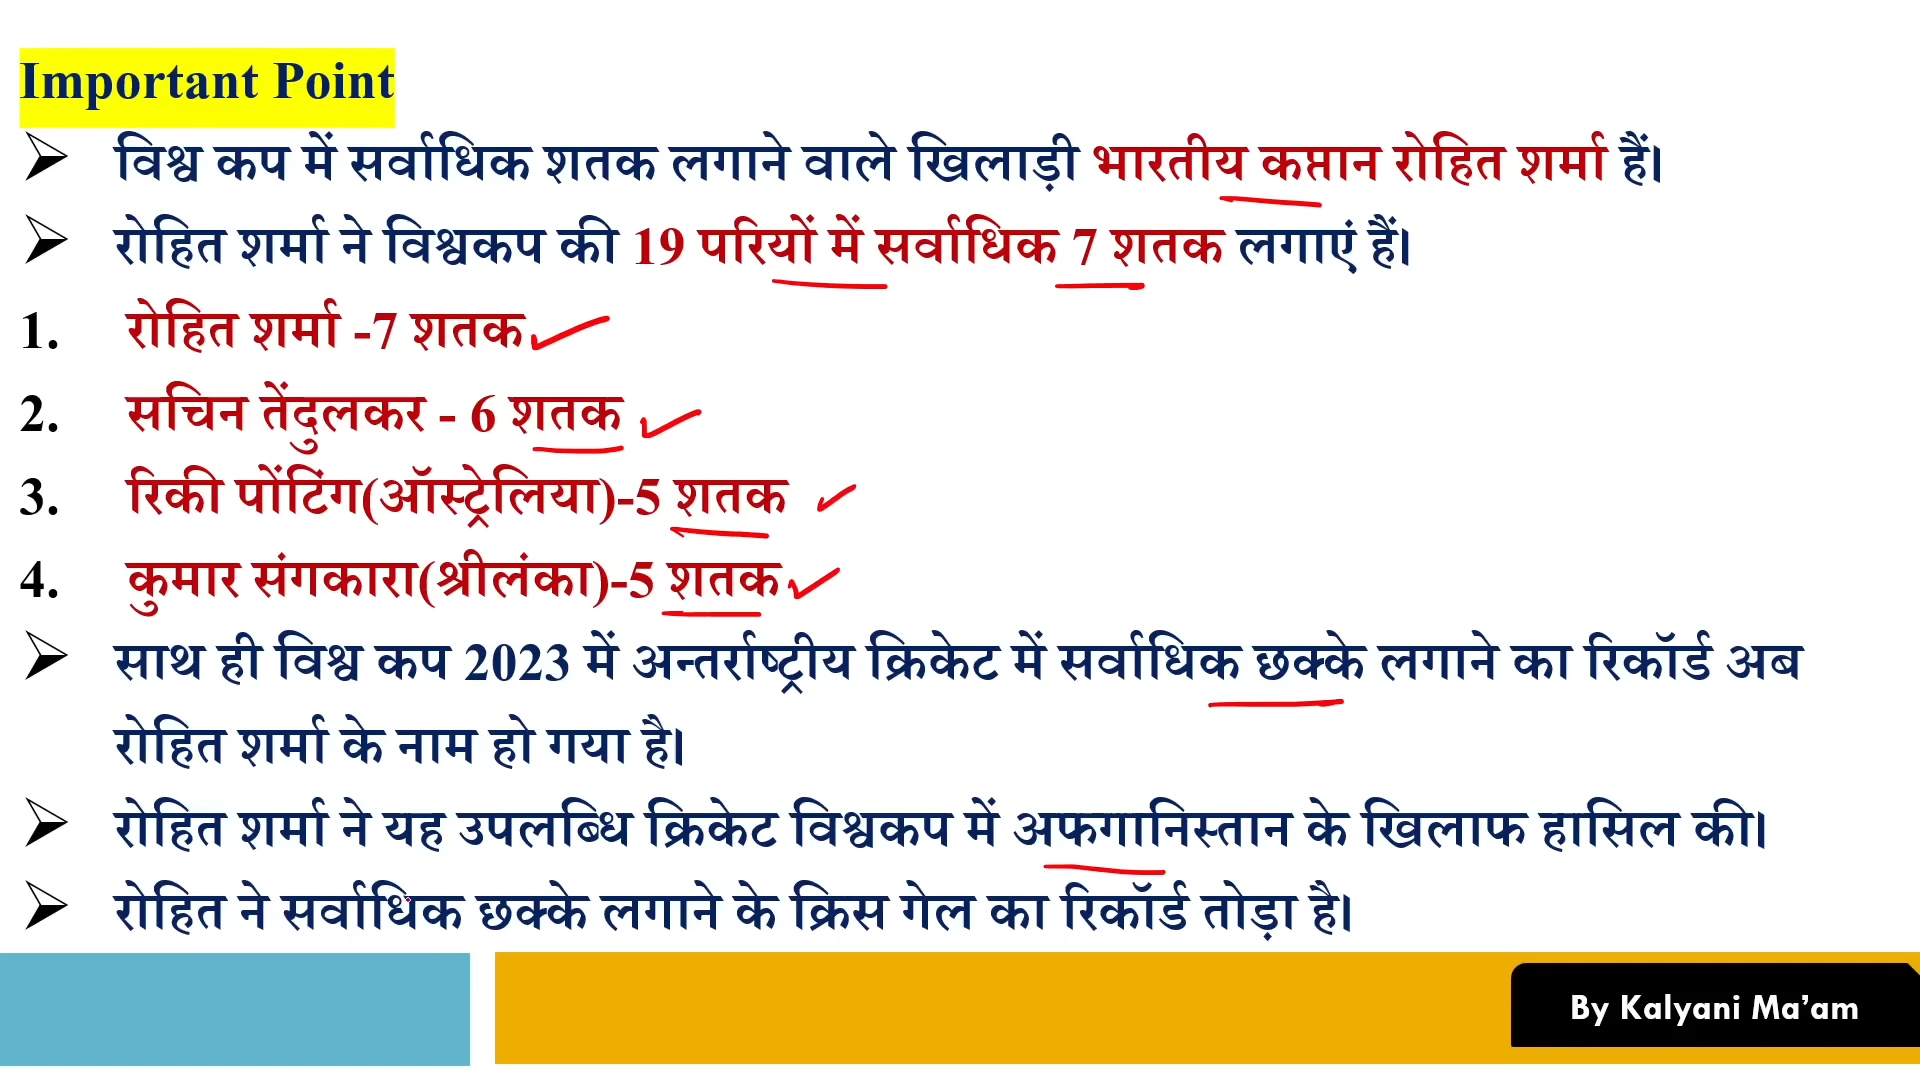 Important Point
➢ विश्व कप में सर्वाधिक शतक लगाने वाले खिलाड़ी भारतीय कप्तान रोहित शर्मा हैं।
➢ रोहित शर्मा ने विश्वकप की 19 परियों में सर्वाधिक 7 शतक लगाएं हैं।
1. रोहित शर्मा -7 शतक
2. सचिन तेंदुलकर - 6 शतक
3. रिकी पोंटिंग(ऑस्ट्रेलिया)-5 शतक
4. कुमार संगकारा(श्रीलंका)-5 शतक
➢ साथ ही विश्व कप 2023 में अन्तर्राष्ट्रीय क्रिकेट में सर्वाधिक छक्के लगाने का रिकॉर्ड अब
रोहित शर्मा के नाम हो गया है।
➢ रोहित शर्मा ने यह उपलब्धि क्रिकेट विश्वकप में अफगानिस्तान के खिलाफ हासिल की।
➢ रोहित ने सर्वाधिक छक्के लगाने के क्रिस गेल का रिकॉर्ड तोड़ा है।
By Kalyani Ma’am